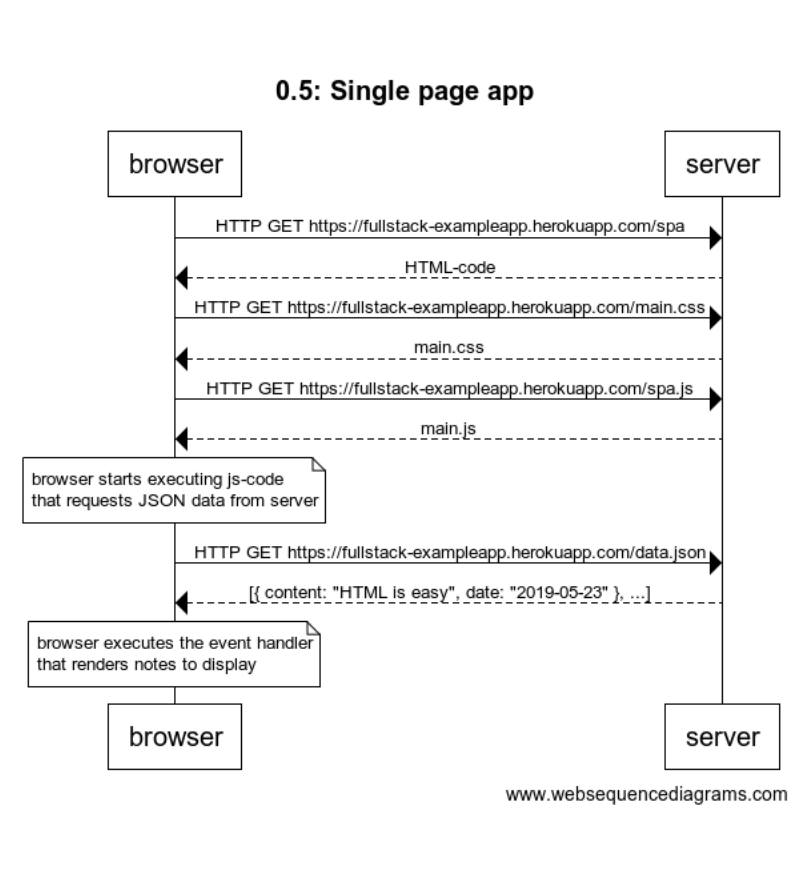 0.5: Single page app
browser
server
HTTP GET https://fullstack-exampleapp.herokuapp.com/spa
HTML-code
HTTP GET https://fullstack-exampleapp.herokuapp.com/main.css
main.css
HTTP GET https://fullstack-exampleapp.herokuapp.com/spa.js
main.js
browser starts executing js-code
that requests JSON data from server
HTTP GET https://fullstack-exampleapp.herokuapp.com/data.json
[{ content: "HTML is easy", date: "2019-05-23" }, ...]
browser executes the event handler
that renders notes to display
browser
server
www.websequencediagrams.com